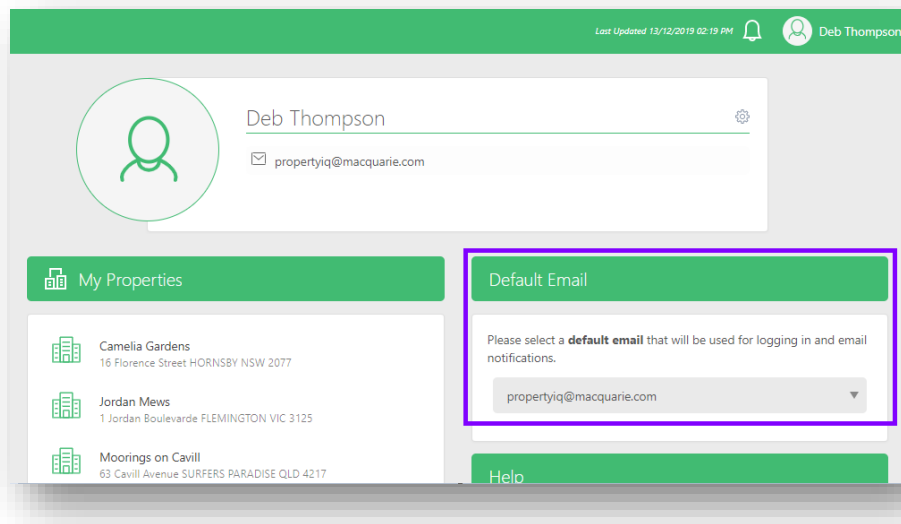 Last Updated 13/12/2019 02:19 PM
Deb Thompson
Deb Thompson
propertyiq@macquarie.com
My Properties
Camelia Gardens
16 Florence Street HORNSBY NSW 2077
Jordan Mews
1 Jordan Boulevarde FLEMINGTON VIC 3125
Moorings on Cavill
63 Cavill Avenue SURFERS PARADISE QLD 4217
Default Email
Please select a default email that will be used for logging in and email
notifications.
propertyiq@macquarie.com
Help